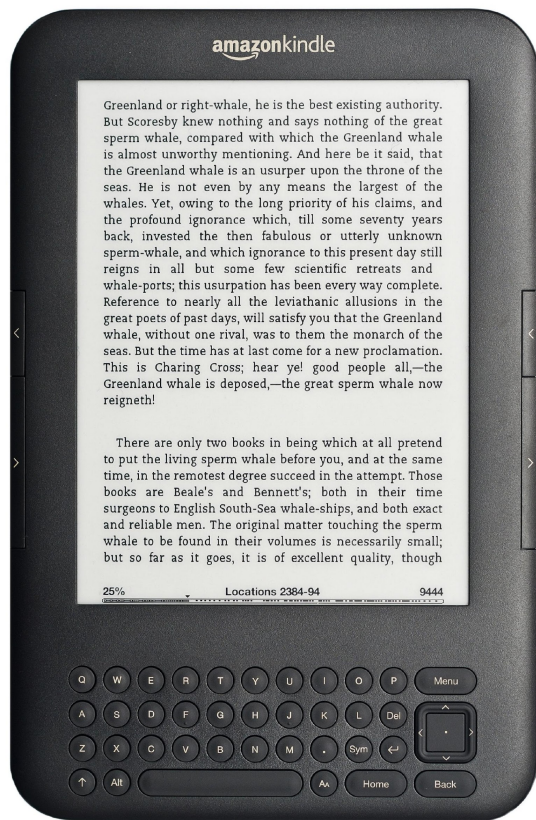 amazonkindle
Greenland or right-whale, he is the best existing authority.
But Scoresby knew nothing and says nothing of the great
sperm whale, compared with which the Greenland whale
is almost unworthy mentioning. And here be it said, that
the Greenland whale is an usurper upon the throne of the
seas. He is not even by any means the largest of the
whales. Yet, owing to the long priority of his claims, and
the profound ignorance which, till some seventy years
back, invested the then fabulous or utterly unknown
sperm-whale, and which ignorance to this present day still
reigns in all but some few scientific retreats and
whale-ports; this usurpation has been every way complete.
Reference to nearly all the leviathanic allusions in the
great poets of past days, will satisfy you that the Greenland
whale, without one rival, was to them the monarch of the
seas. But the time has at last come for a new proclamation.
This is Charing Cross; hear ye! good people all,—the
Greenland whale is deposed,—the great sperm whale now
reigneth!
There are only two books in being which at all pretend
to put the living sperm whale before you, and at the same
time, in the remotest degree succeed in the attempt. Those
books are Beale's and Bennett's; both in their time
surgeons to English South-Sea whale-ships, and both exact
and reliable men. The original matter touching the sperm
whale to be found in their volumes is necessarily small;
but so far as it goes, it is of excellent quality, though
25% Locations 2384-94 9444
Q W E R T Y U I O P Menu
A S D F G H J K L Del
Z X C V B N M . Sym
Alt AA Home Back